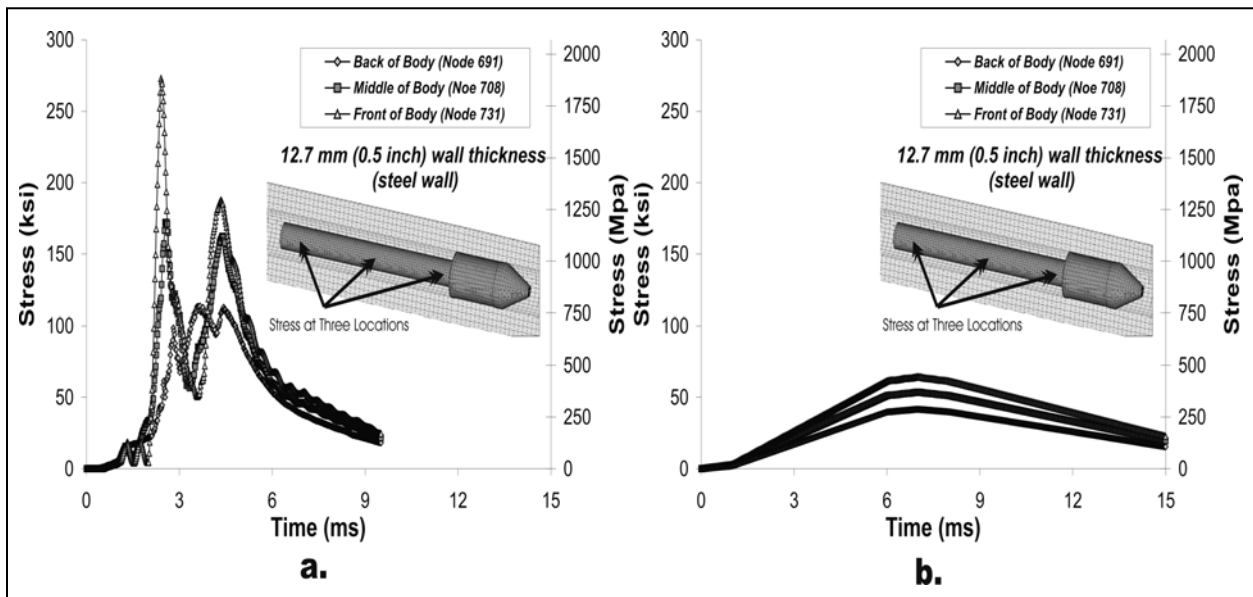 300
250
200
150
100
50
0
Stress (ksi)
2000
1750
1500
1250
1000
750
500
250
0
Stress (Mpa)
Back of Body (Node 691)
Middle of Body (Noe 708)
Front of Body (Node 731)
12.7 mm (0.5 inch) wall thickness
(steel wall)
Stress at Three Locations
0 3 6 9 12 15
Time (ms)
a.
300
250
200
150
100
50
0
Stress (ksi)
2000
1750
1500
1250
1000
750
500
250
0
Stress (Mpa)
Back of Body (Node 691)
Middle of Body (Noe 708)
Front of Body (Node 731)
12.7 mm (0.5 inch) wall thickness
(steel wall)
Stress at Three Locations
0 3 6 9 12 15
Time (ms)
b.